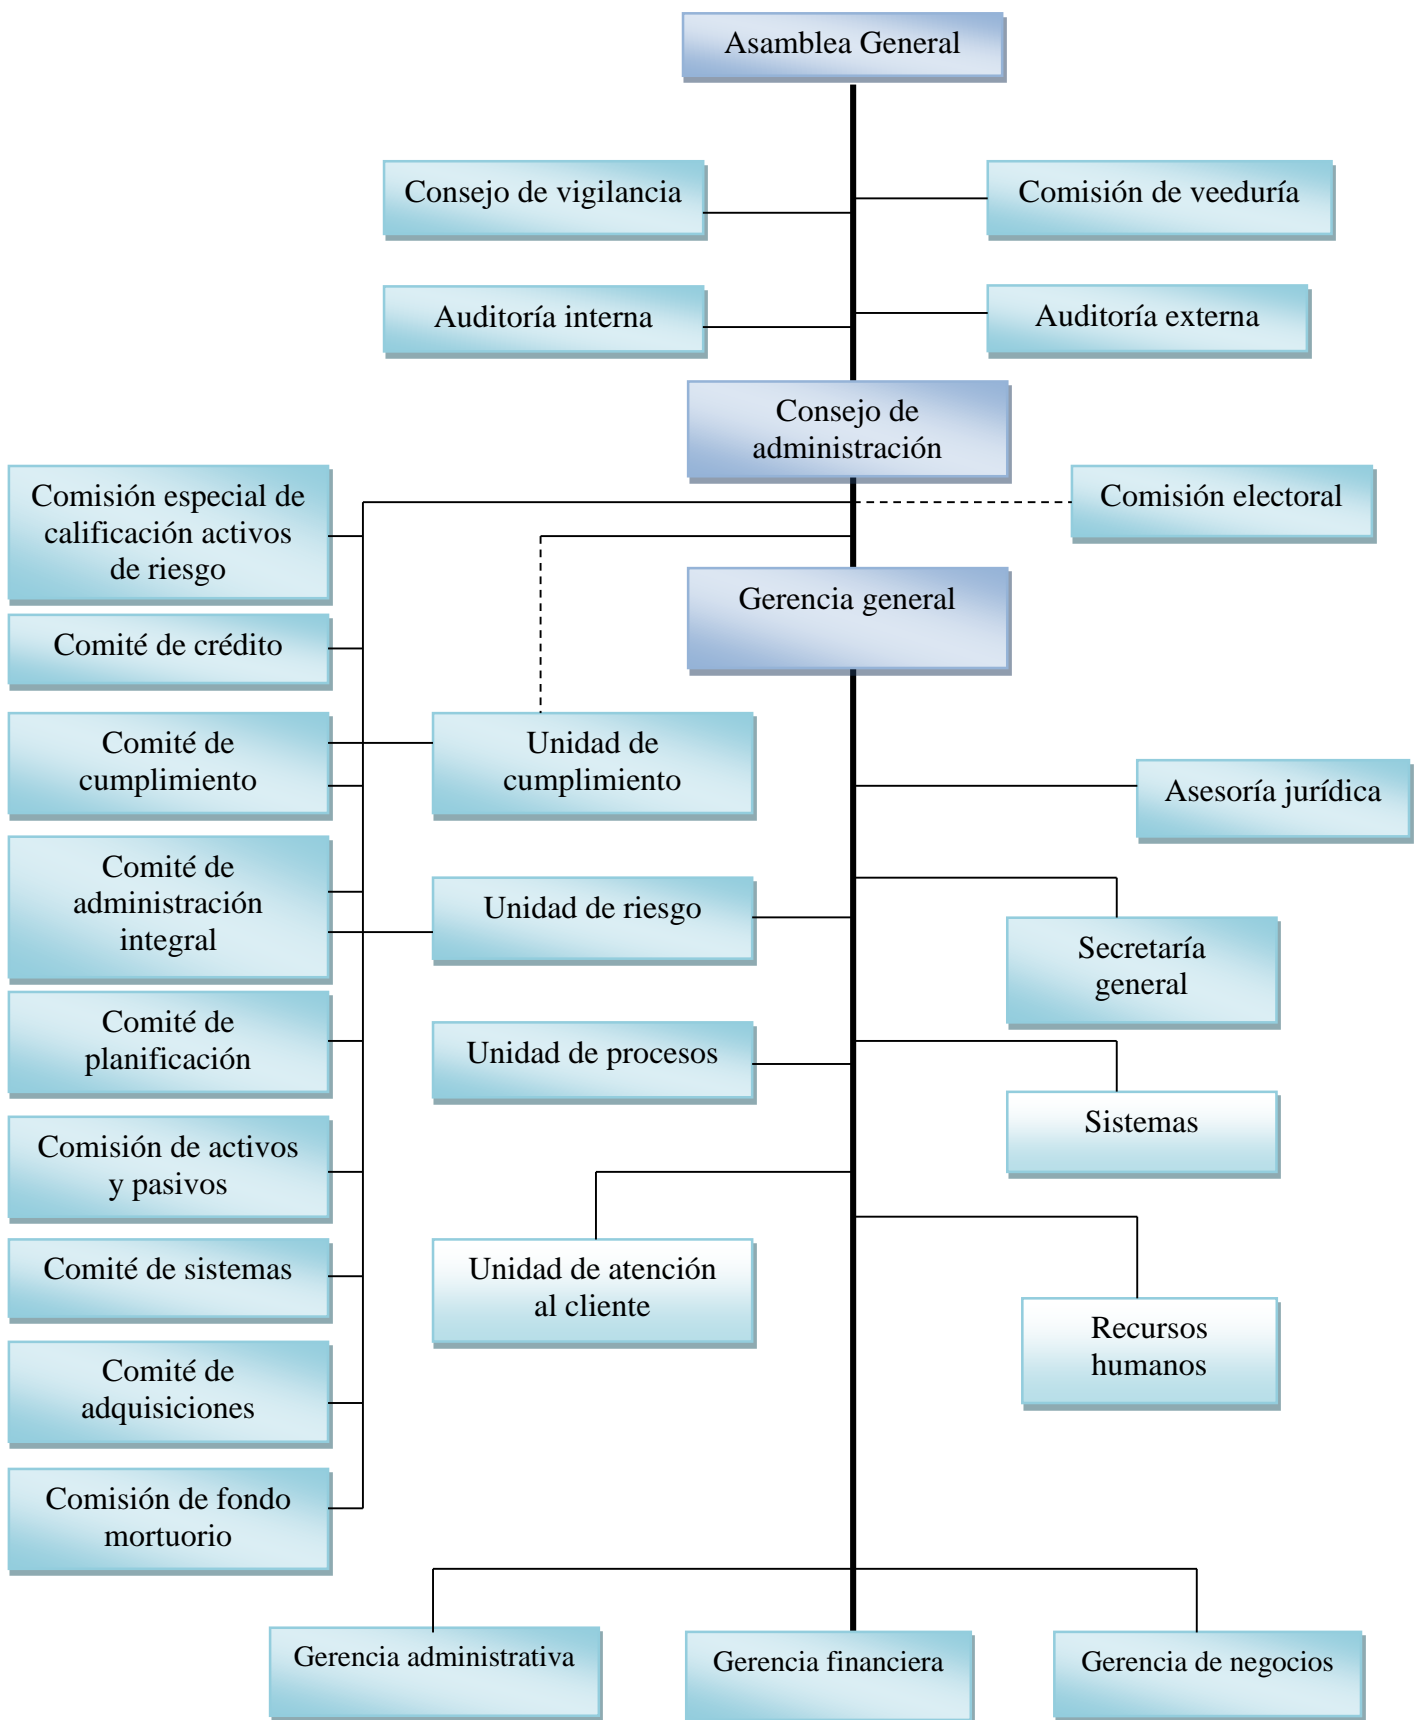 Asamblea General
Consejo de vigilancia
Comisión de veeduría
Auditoría interna
Auditoría externa
Consejo de
administración
Comisión especial de
calificación activos
de riesgo
Comisión electoral
Gerencia general
Comité de crédito
Comité de
cumplimiento
Unidad de
cumplimiento
Asesoría jurídica
Comité de
administración
integral
Unidad de riesgo
Secretaría
general
Comité de
planificación
Unidad de procesos
Sistemas
Comisión de activos
y pasivos
Comité de sistemas
Unidad de atención
al cliente
Recursos
humanos
Comité de
adquisiciones
Comisión de fondo
mortuorio
Gerencia administrativa
Gerencia financiera
Gerencia de negocios